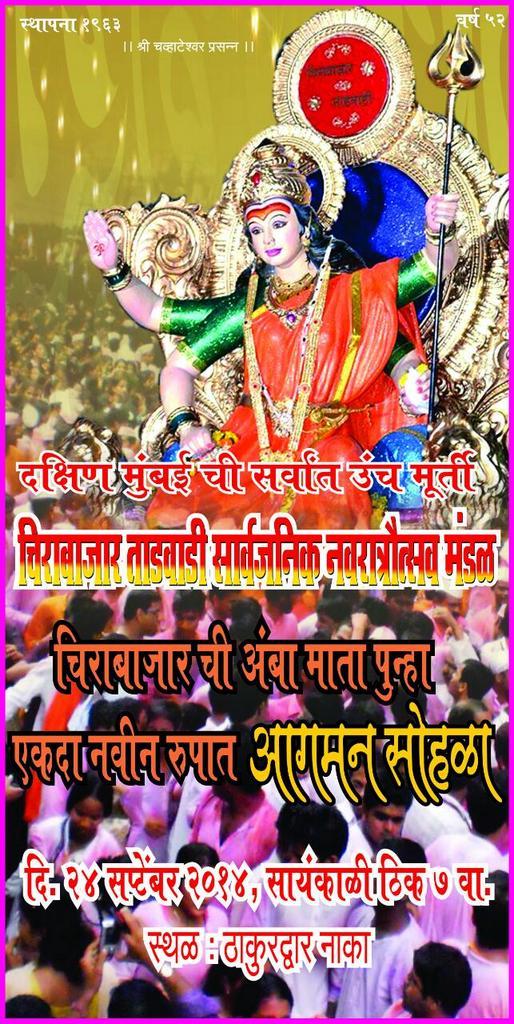 स्थापना १९६३
वर्ष ५२
।। श्री चव्हाटेश्वर प्रसन्न ।।
चिराबाजार
ताडवाडी
दक्षिण मुंबई ची सर्वात उंच मूर्ती
चिराबाजार ताडवाडी सार्वजनिक नवरात्रौत्सव मंडळ
चिराबाजार ची अंबा माता पुन्हा
एकदा नवीन रुपात आगमन सोहळा
दि. २४ सप्टेंबर २०१४, सायंकाळी ठिक ७ वा.
स्थळ : ठाकुरद्वार नाका